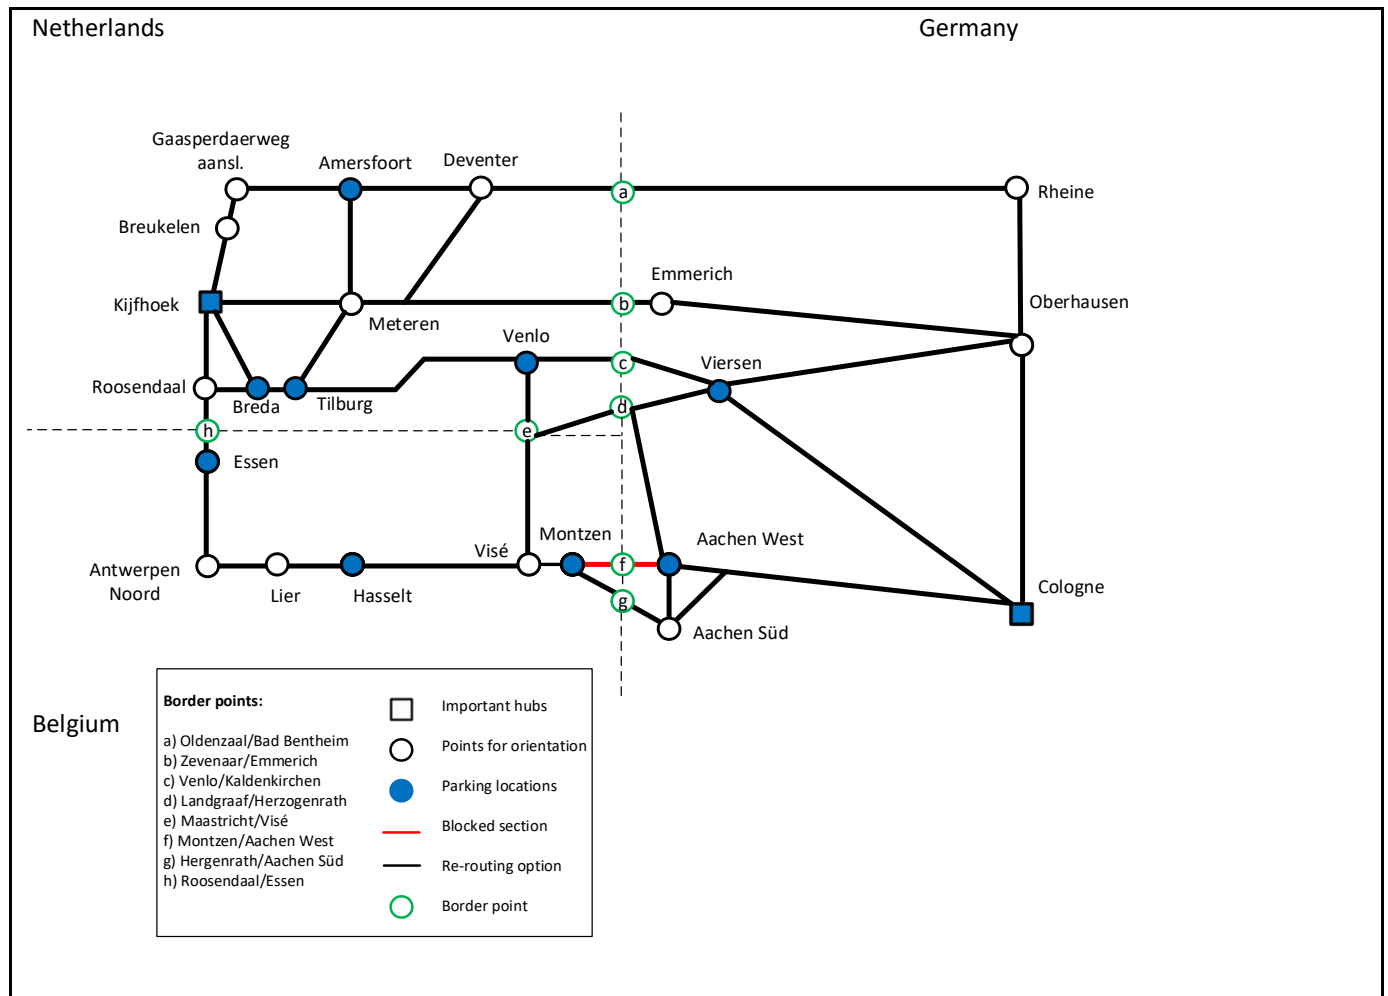 Netherlands
Germany
Gaasperdaerweg
aansl.
Amersfoort
Deventer
a
Rheine
Breukelen
Emmerich
Kijfhoek
b
Oberhausen
Meteren
Venlo
c
Viersen
Roosendaal
Breda
Tilburg
d
h
e
Essen
Montzen
Visé
Aachen West
f
Antwerpen
Noord
Lier
Hasselt
g
Cologne
Aachen Süd
Belgium
Border points:
a) Oldenzaal/Bad Bentheim
b) Zevenaar/Emmerich
c) Venlo/Kaldenkirchen
d) Landgraaf/Herzogenrath
e) Maastricht/Visé
f) Montzen/Aachen West
g) Hergenrath/Aachen Süd
h) Roosendaal/Essen
Important hubs
Points for orientation
Parking locations
Blocked section
Re-routing option
Border point